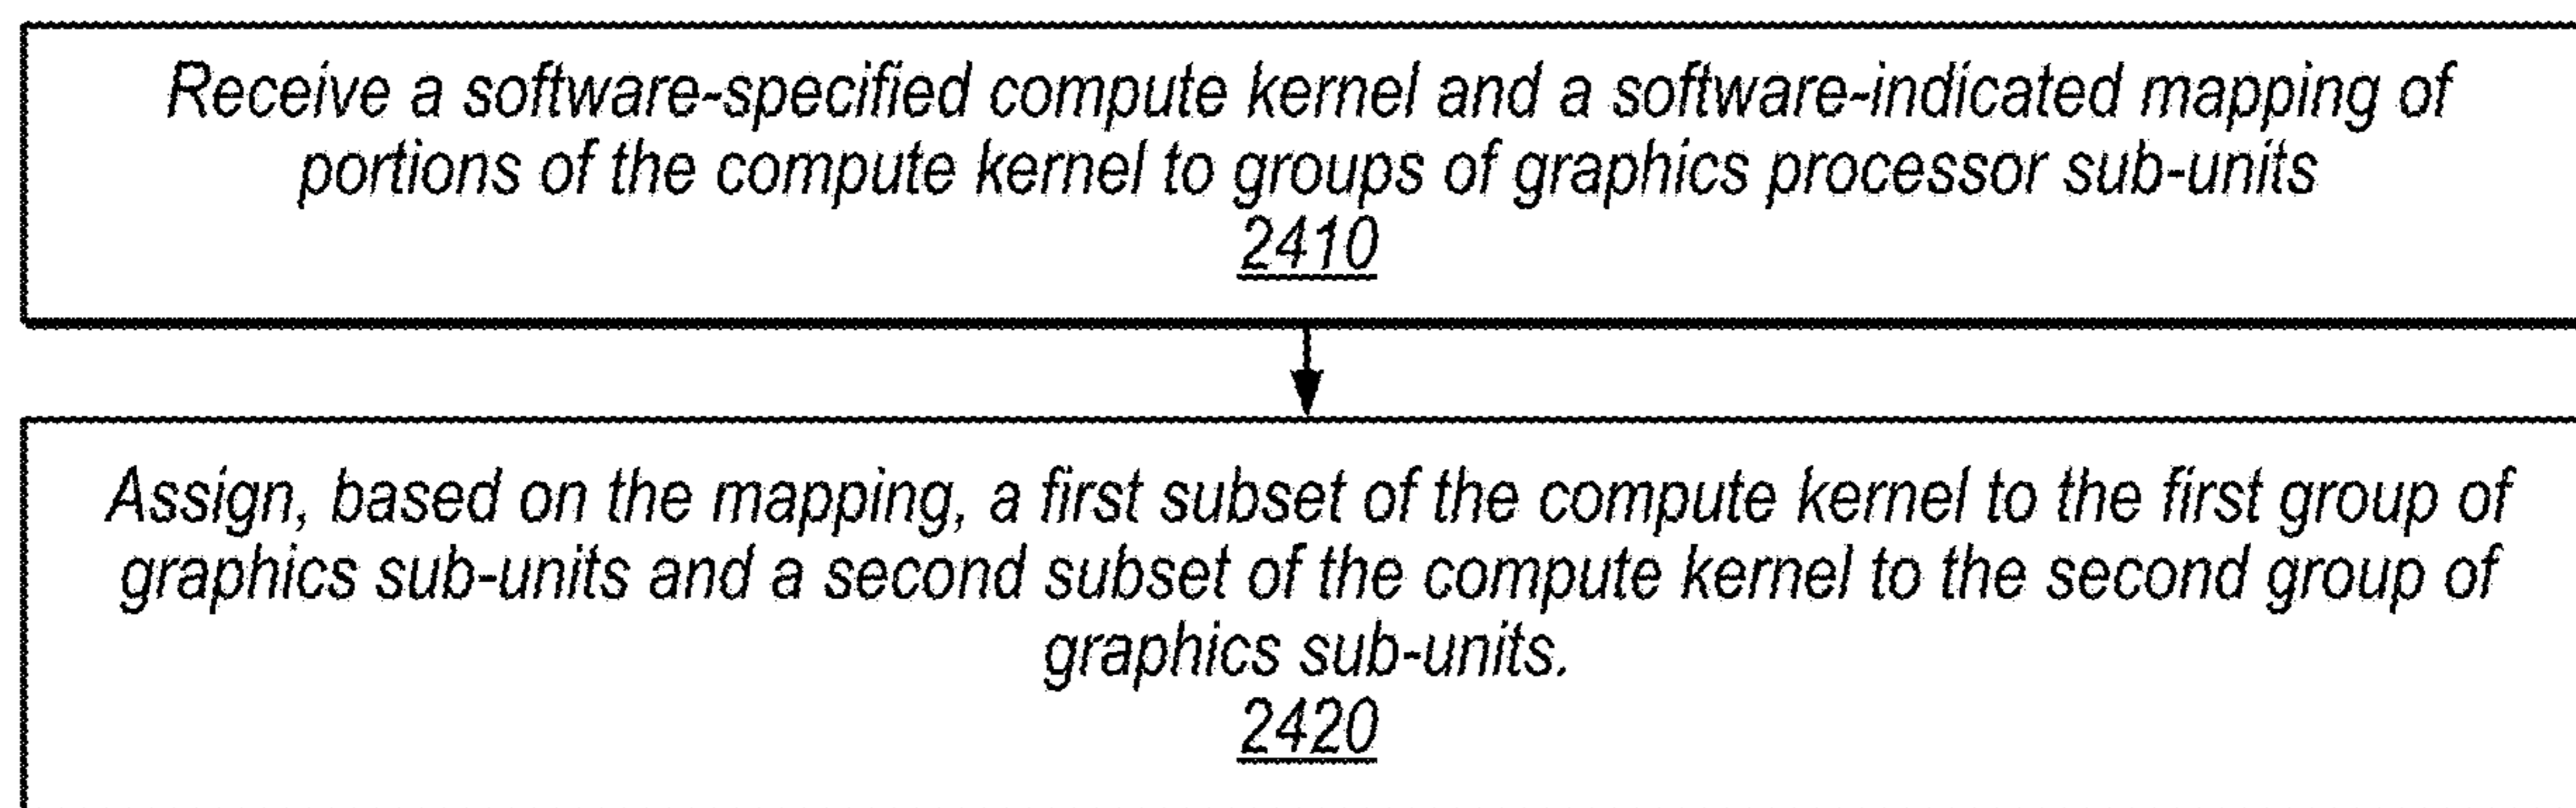 Receive a software-specified compute kernel and a software-indicated mapping of
portions of the compute kernel to groups of graphics processor sub-units
2410
Assign, based on the mapping, a first subset of the compute kernel to the first group of
graphics sub-units and a second subset of the compute kernel to the second group of
graphics sub-units.
2420